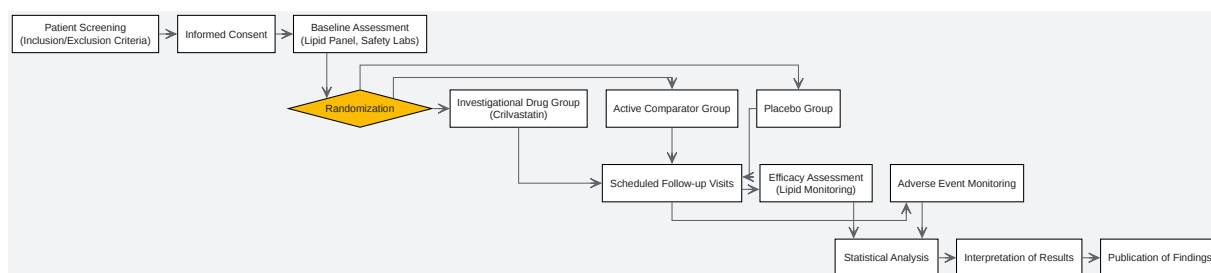 Patient Screening
(Inclusion/Exclusion Criteria)
Informed Consent
Baseline Assessment
(Lipid Panel, Safety Labs)
Randomization
Investigational Drug Group
(Crilvastatin)
Active Comparator Group
Placebo Group
Scheduled Follow-up Visits
Efficacy Assessment
(Lipid Monitoring)
Adverse Event Monitoring
Statistical Analysis
Interpretation of Results
Publication of Findings